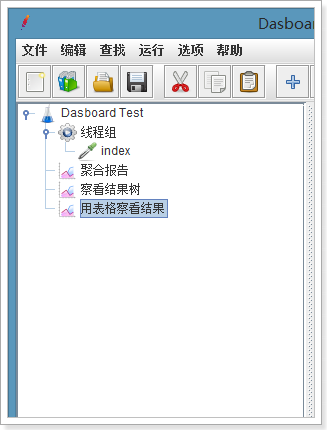 Dasboa
文件 编辑 查找 运行 选项 帮助
Dasboard Test
线程组
index
聚合报告
察看结果树
用表格察看结果